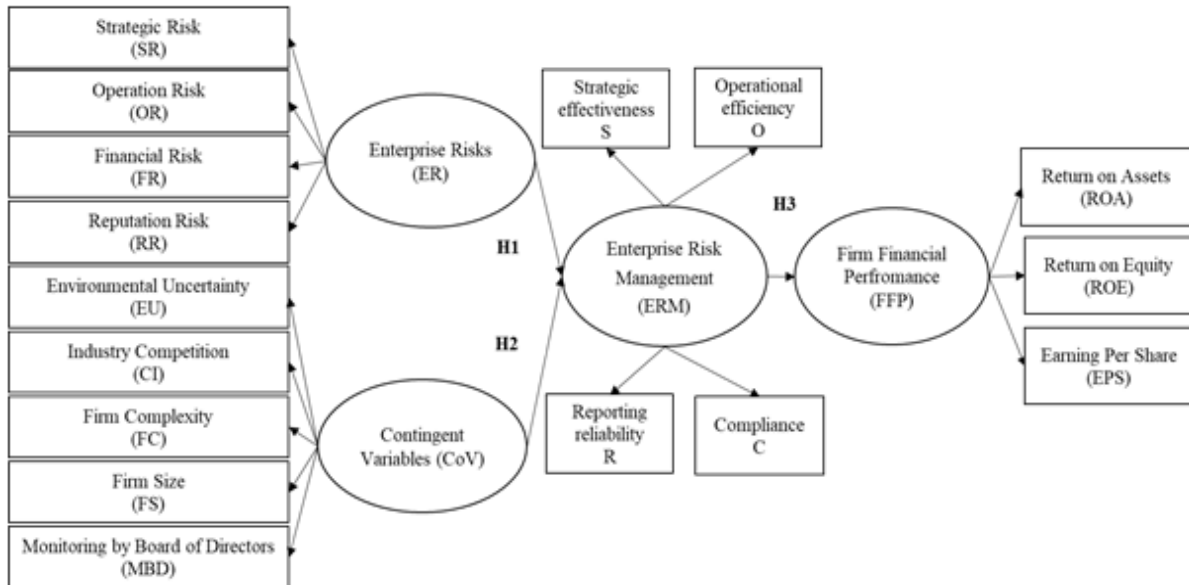 Strategic Risk
(SR)
Operation Risk
(OR)
Financial Risk
(FR)
Reputation Risk
(RR)
Environmental Uncertainty
(EU)
Industry Competition
(CI)
Firm Complexity
(FC)
Firm Size
(FS)
Monitoring by Board of Directors
(MBD)
Enterprise Risks
(ER)
Contingent
Variables (CoV)
H1
H2
Strategic
effectiveness
S
Operational
efficiency
O
Enterprise Risk
Management
(ERM)
Reporting
reliability
R
Compliance
C
H3
Firm Financial
Perfromance
(FFP)
Return on Assets
(ROA)
Return on Equity
(ROE)
Earning Per Share
(EPS)